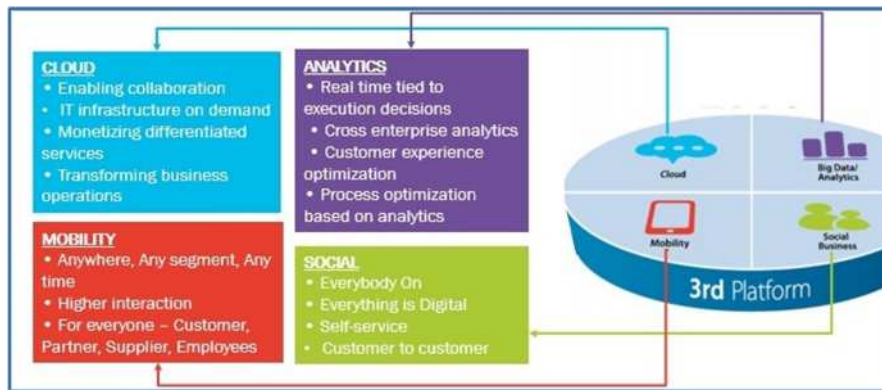 CLOUD
• Enabling collaboration
• IT infrastructure on demand
• Monetizing differentiated
services
• Transforming business
operations
ANALYTICS
• Real time tied to
execution decisions
• Cross enterprise analytics
• Customer experience
optimization
• Process optimization
based on analytics
MOBILITY
• Anywhere, Any segment, Any
time
• Higher interaction
• For everyone – Customer,
Partner, Supplier, Employees
SOCIAL
• Everybody On
• Everything is Digital
• Self-service
• Customer to customer
Cloud
Big Data/
Analytics
Mobility
Social
Business
3rd Platform